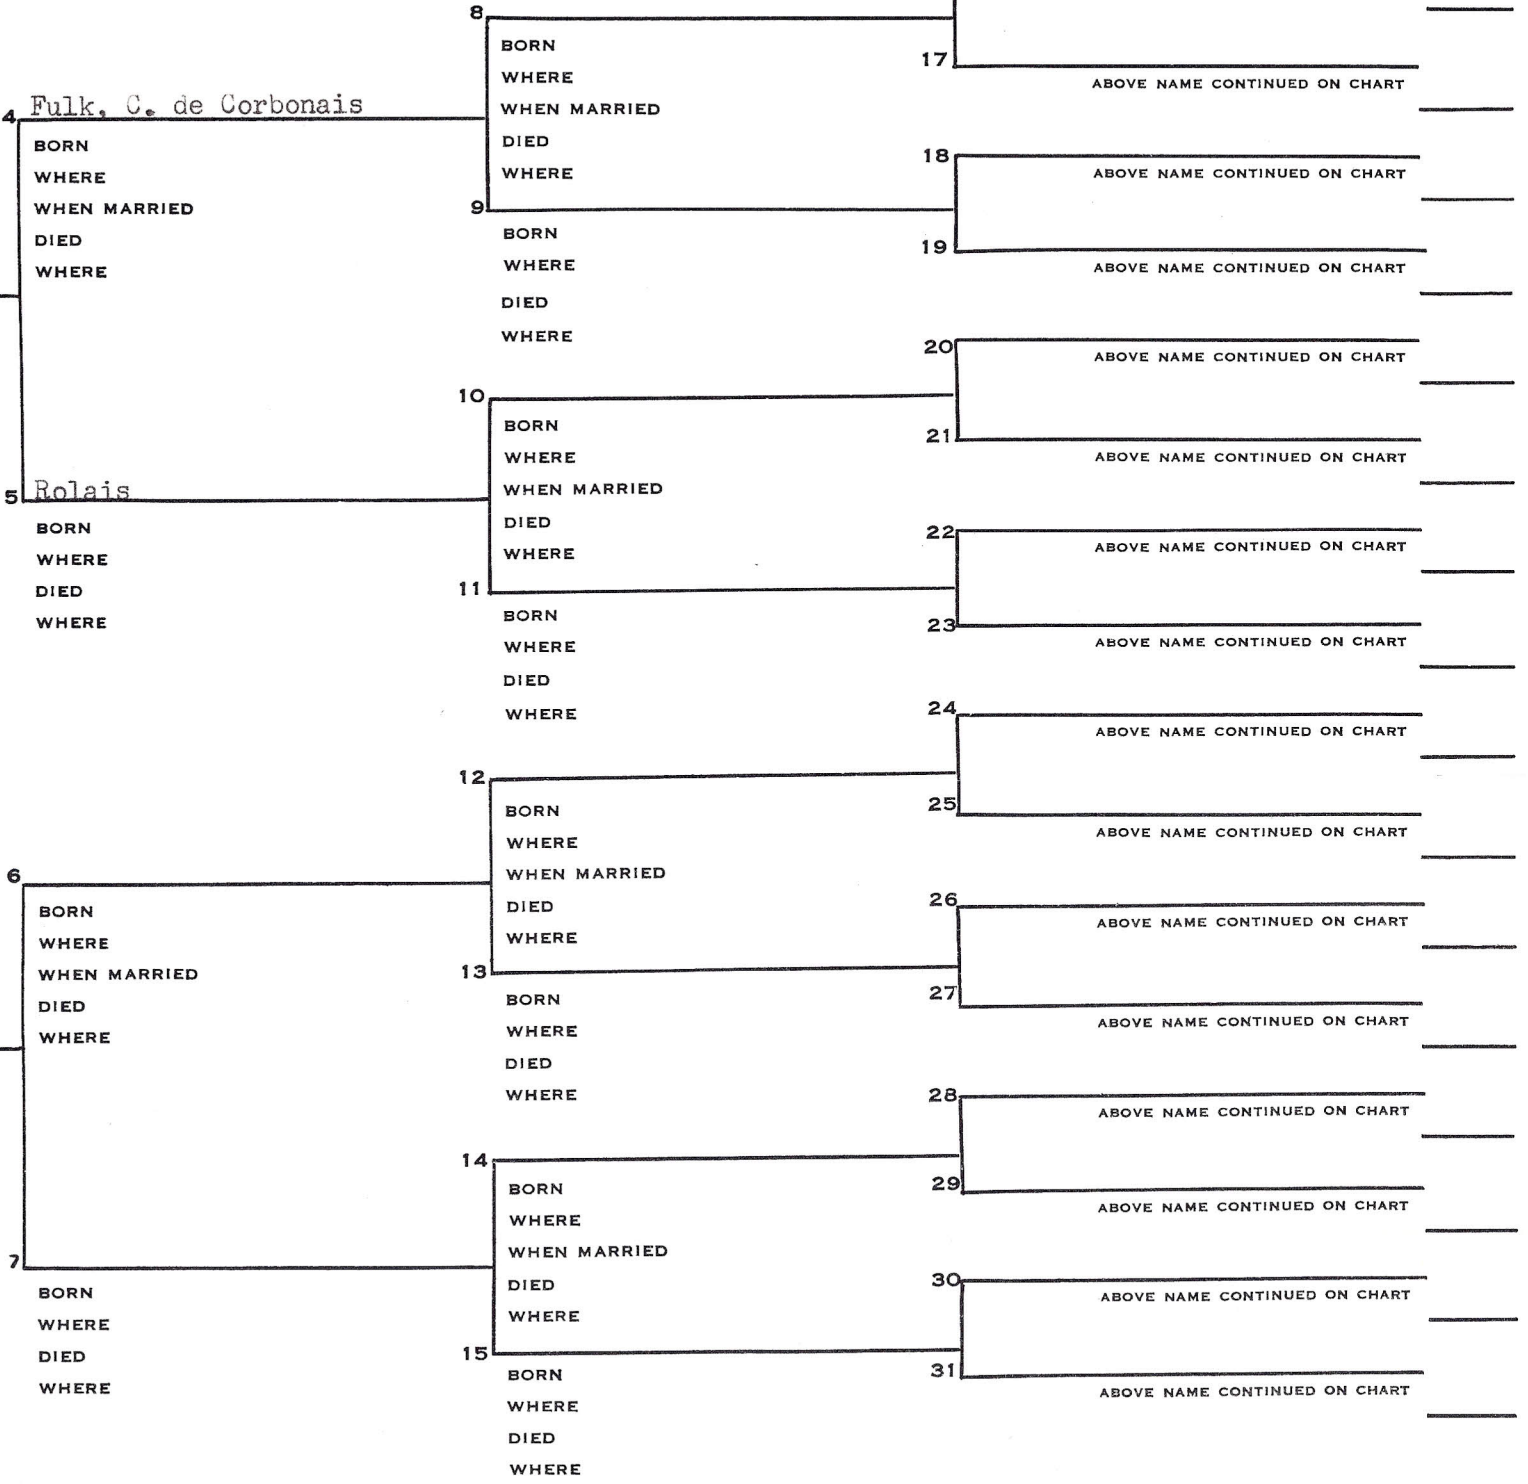 4 Fulk, C. de Corbonais
BORN
WHERE
WHEN MARRIED
DIED
WHERE
5 Rolais
BORN
WHERE
DIED
WHERE
6
BORN
WHERE
WHEN MARRIED
DIED
WHERE
7
BORN
WHERE
DIED
WHERE
8
BORN
WHERE
WHEN MARRIED
DIED
WHERE
9
BORN
WHERE
DIED
WHERE
10
BORN
WHERE
WHEN MARRIED
DIED
WHERE
11
BORN
WHERE
DIED
WHERE
12
BORN
WHERE
WHEN MARRIED
DIED
WHERE
13
BORN
WHERE
DIED
WHERE
14
BORN
WHERE
WHEN MARRIED
DIED
WHERE
15
BORN
WHERE
DIED
WHERE
17
ABOVE NAME CONTINUED ON CHART
18
ABOVE NAME CONTINUED ON CHART
19
ABOVE NAME CONTINUED ON CHART
20
ABOVE NAME CONTINUED ON CHART
21
ABOVE NAME CONTINUED ON CHART
22
ABOVE NAME CONTINUED ON CHART
23
ABOVE NAME CONTINUED ON CHART
24
ABOVE NAME CONTINUED ON CHART
25
ABOVE NAME CONTINUED ON CHART
26
ABOVE NAME CONTINUED ON CHART
27
ABOVE NAME CONTINUED ON CHART
28
ABOVE NAME CONTINUED ON CHART
29
ABOVE NAME CONTINUED ON CHART
30
ABOVE NAME CONTINUED ON CHART
31
ABOVE NAME CONTINUED ON CHART